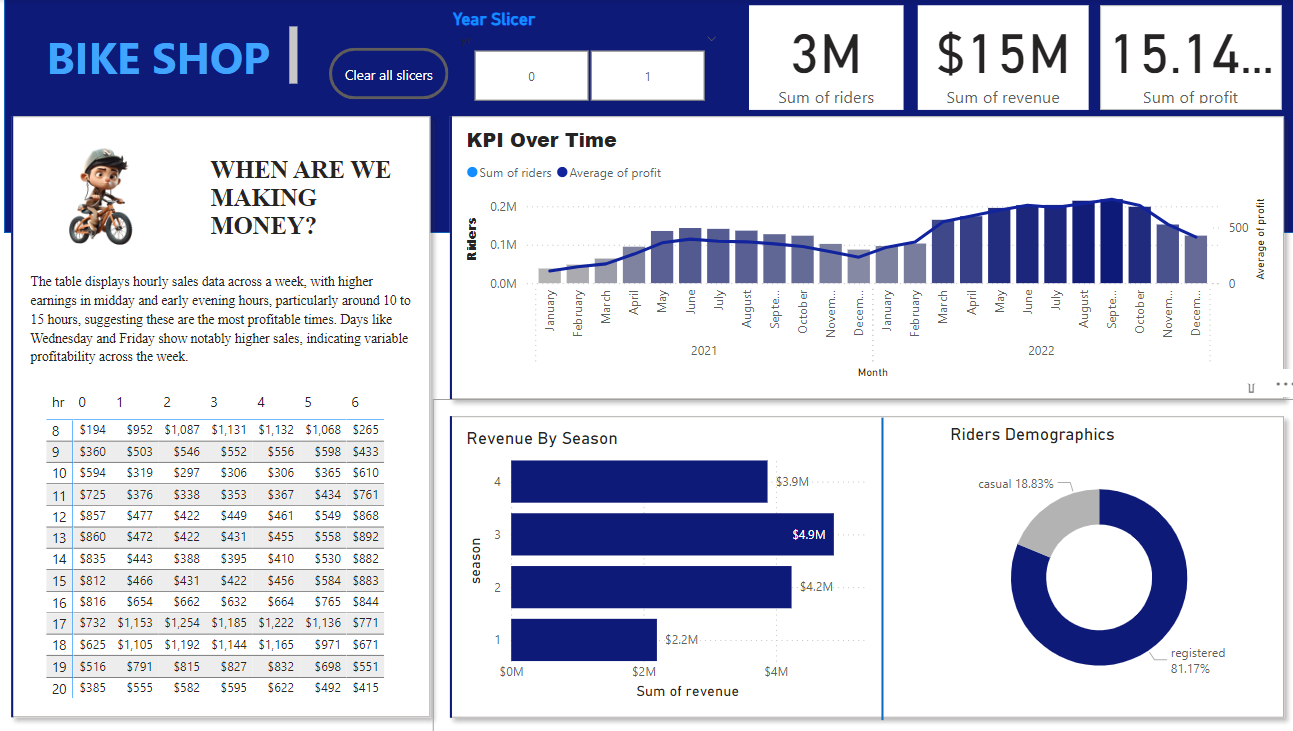 BIKE SHOP
Clear all slicers
Year Slicer
0 1
3M
Sum of riders
$15M
Sum of revenue
15.14...
Sum of profit
WHEN ARE WE
MAKING
MONEY?
The table displays hourly sales data across a week, with higher
earnings in midday and early evening hours, particularly around 10 to
15 hours, suggesting these are the most profitable times. Days like
Wednesday and Friday show notably higher sales, indicating variable
profitability across the week.
hr 0 1 2 3 4 5 6
8 $194 $952 $1,087 $1,131 $1,132 $1,068 $265
9 $360 $503 $546 $552 $556 $598 $433
10 $594 $319 $297 $306 $306 $365 $610
11 $725 $376 $338 $353 $367 $434 $761
12 $857 $477 $422 $449 $461 $549 $868
13 $860 $472 $422 $431 $455 $558 $892
14 $835 $443 $388 $395 $410 $530 $882
15 $812 $466 $431 $422 $456 $584 $883
16 $816 $654 $662 $632 $664 $765 $844
17 $732 $1,153 $1,254 $1,185 $1,222 $1,136 $771
18 $625 $1,105 $1,192 $1,144 $1,165 $971 $671
19 $516 $791 $815 $827 $832 $698 $551
20 $385 $555 $582 $595 $622 $492 $415
KPI Over Time
Sum of riders Average of profit
Riders
0.2M
0.1M
0.0M
500
0
Average of profit
January
February
March
April
May
June
July
August
Septe...
October
Novem...
Decem...
January
February
March
April
May
June
July
August
Septe...
October
Novem...
Decem...
2021 2022
Month
Revenue By Season
season
4 $3.9M
3 $4.9M
2 $4.2M
1 $2.2M
$0M $2M $4M
Sum of revenue
Riders Demographics
casual 18.83%
registered
81.17%